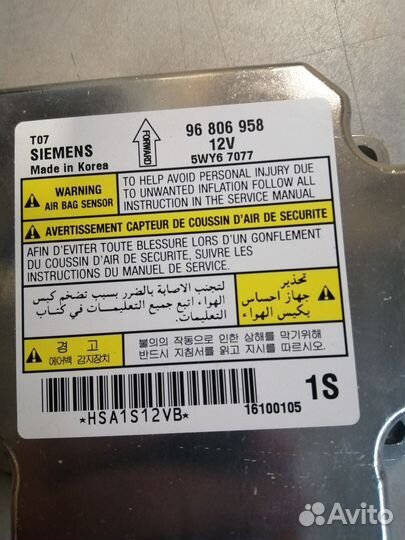 T07
SIEMENS
Made in Korea
FORWARD
96 806 958
12V
5WY6 7077
WARNING
AIR BAG SENSOR
TO HELP AVOID PERSONAL INJURY DUE
TO UNWANTED INFLATION FOLLOW ALL
INSTRUCTION IN THE SERVICE MANUAL
AVERTISSEMENT CAPTEUR DE COUSSIN D'AIR DE SECURITE
AFIN D'EVITER TOUTE BLESSURE LORS D'UN GONFLEMENT
DU COUSSIN D'AIR DE SECURITE, SUIVRE LES
INSTRUCTIONS DU MANUEL DE SERVICE.
لتجنب الاصابة بالضرر بسبب تضخم كيس
الهواء اتبع جميع التعليمات في كتاب
التعليمات.
تحذير
جهاز احساس
بكيس الهواء
경 고
에어백 감지장치
불의의 작동으로 인한 상해를 막기위해
반드시 지침서를 읽고 지시에 따르십시오.
*HSA1S12VB*
1S
16100105
Avito